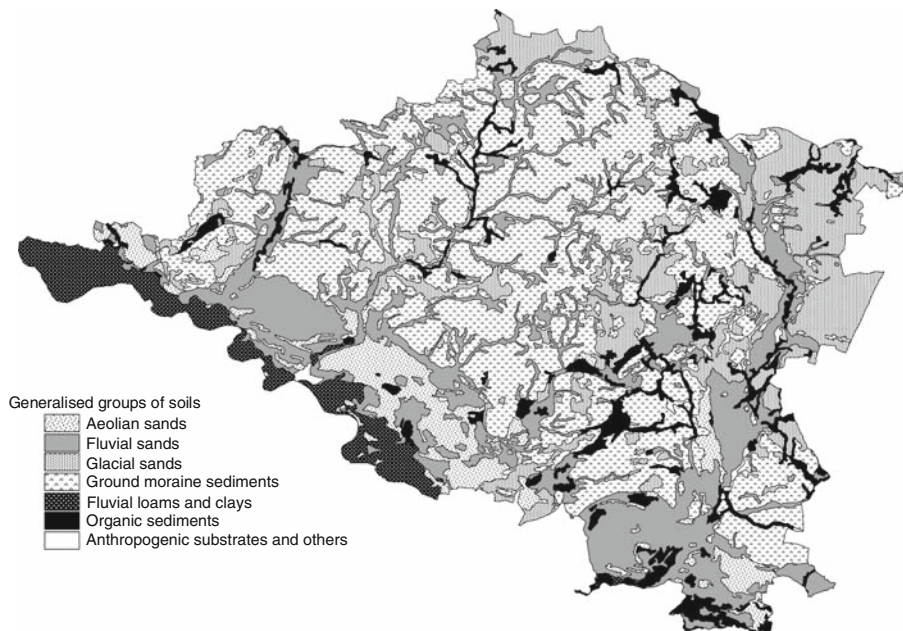 Generalised groups of soils
Aeolian sands
Fluvial sands
Glacial sands
Ground moraine sediments
Fluvial loams and clays
Organic sediments
Anthropogenic substrates and others